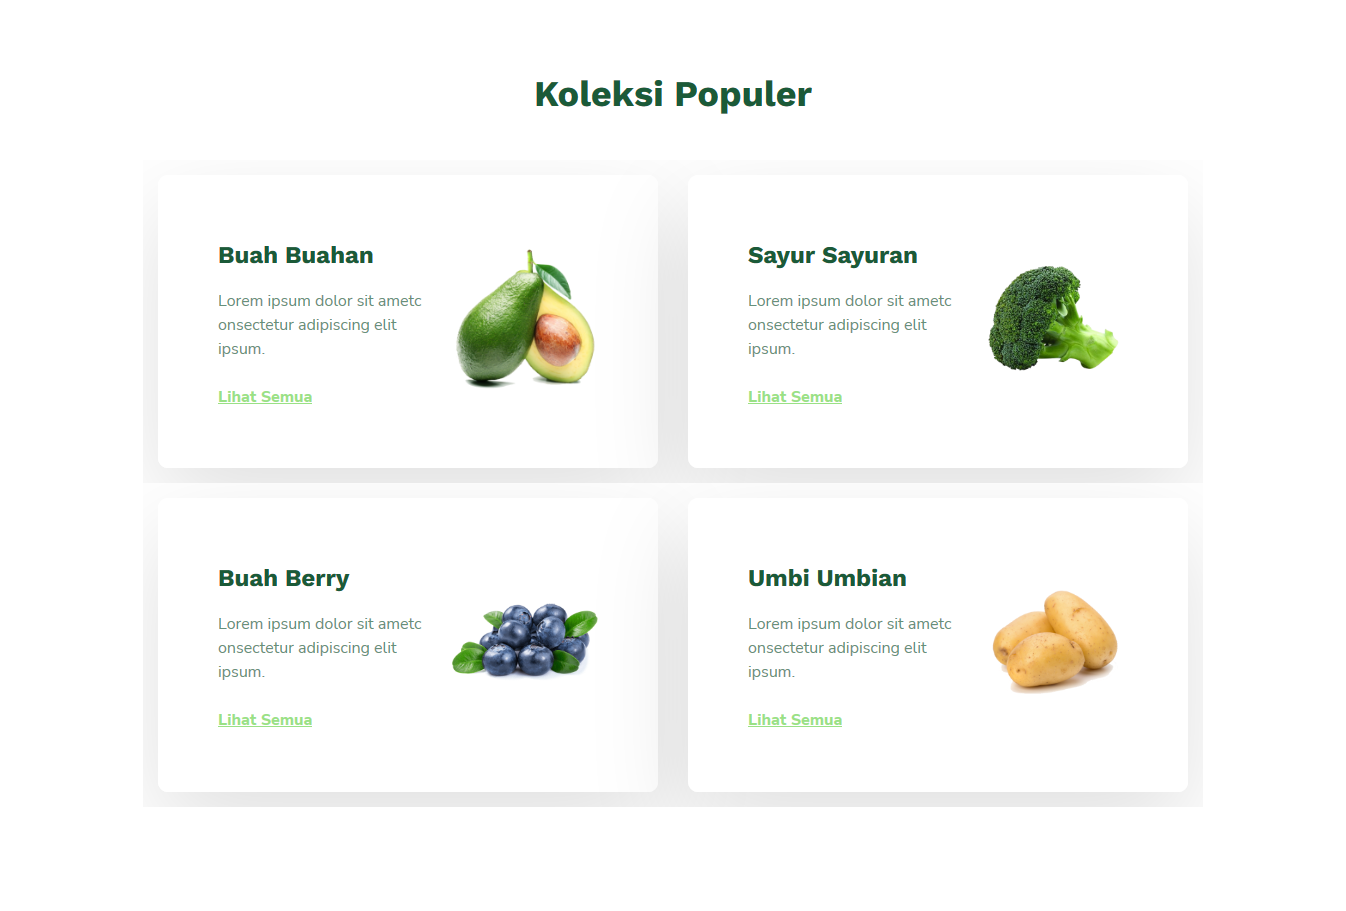 Koleksi Populer
Buah Buahan
Lorem ipsum dolor sit ametc
onsectetur adipiscing elit
ipsum.
Lihat Semua
Sayur Sayuran
Lorem ipsum dolor sit ametc
onsectetur adipiscing elit
ipsum.
Lihat Semua
Buah Berry
Lorem ipsum dolor sit ametc
onsectetur adipiscing elit
ipsum.
Lihat Semua
Umbi Umbian
Lorem ipsum dolor sit ametc
onsectetur adipiscing elit
ipsum.
Lihat Semua